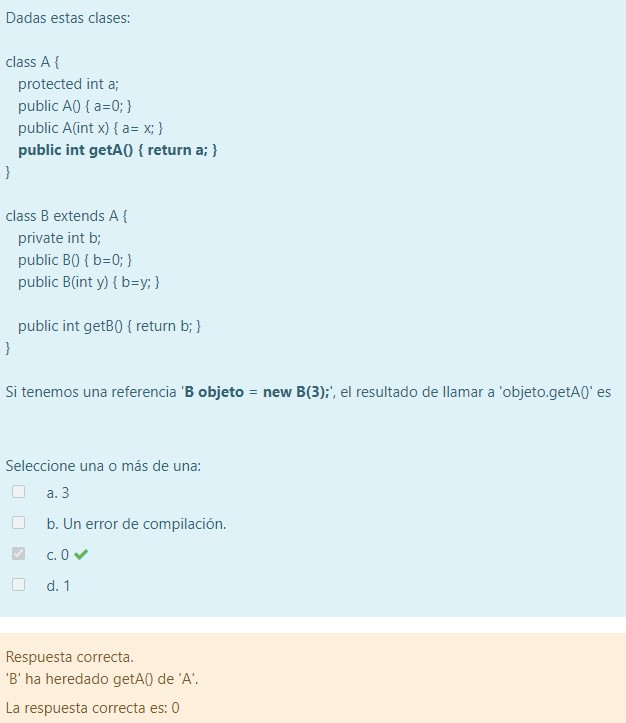 Dadas estas clases:
class A {
protected int a;
public A() { a=0; }
public A(int x) { a= x; }
public int getA() { return a; }
}
class B extends A {
private int b;
public B() { b=0; }
public B(int y) { b=y; }
public int getB() { return b; }
}
Si tenemos una referencia 'B objeto = new B(3);', el resultado de llamar a 'objeto.getA()' es
Seleccione una o más de una:
a. 3
b. Un error de compilación.
c. 0
d. 1
Respuesta correcta.
'B' ha heredado getA() de 'A'.
La respuesta correcta es: 0